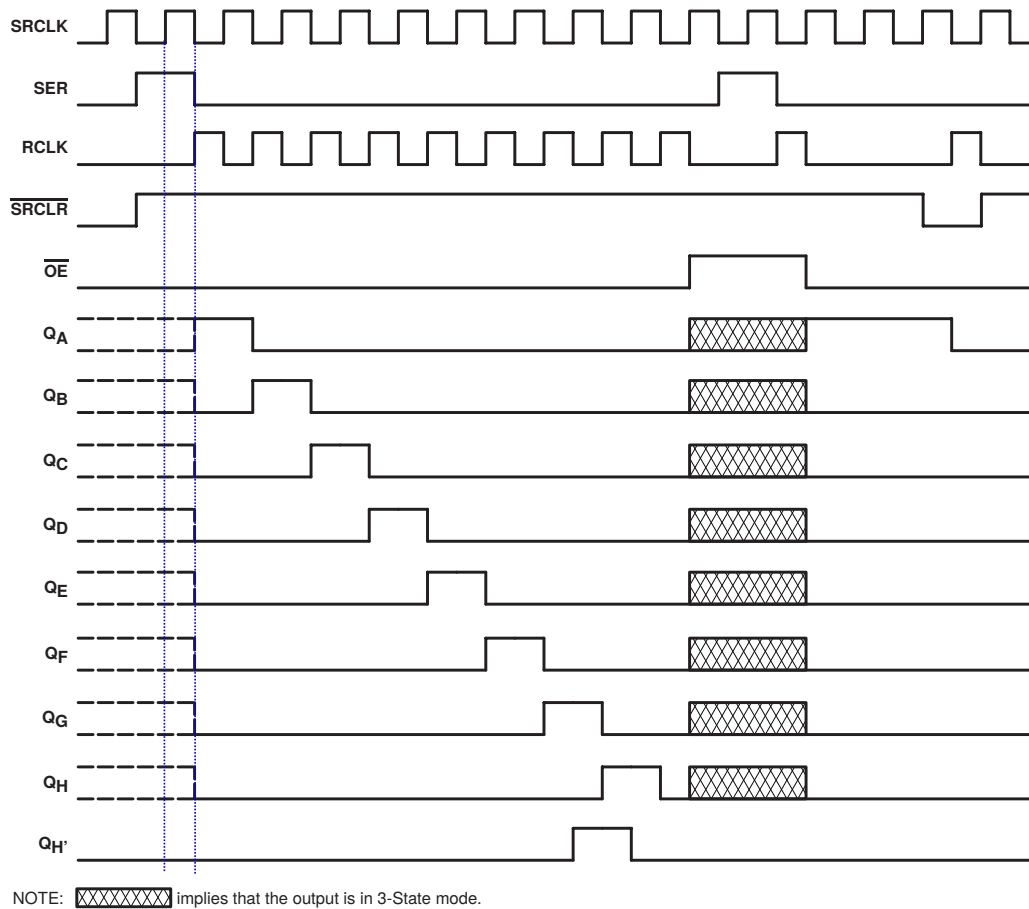 SRCLK
SER
RCLK
SRCLR
OE
QA
QB
QC
QD
QE
QF
QG
QH
QH'
NOTE: implies that the output is in 3-State mode.